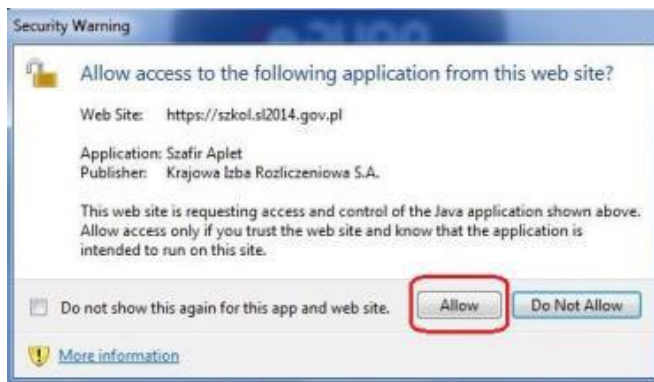 Security Warning
Allow access to the following application from this web site?
Web Site: https://szkol.sl2014.gov.pl
Application: Szafir Aplet
Publisher: Krajowa Izba Rozliczeniowa S.A.
This web site is requesting access and control of the Java application shown above.
Allow access only if you trust the web site and know that the application is
intended to run on this site.
Do not show this again for this app and web site. Allow Do Not Allow
More information